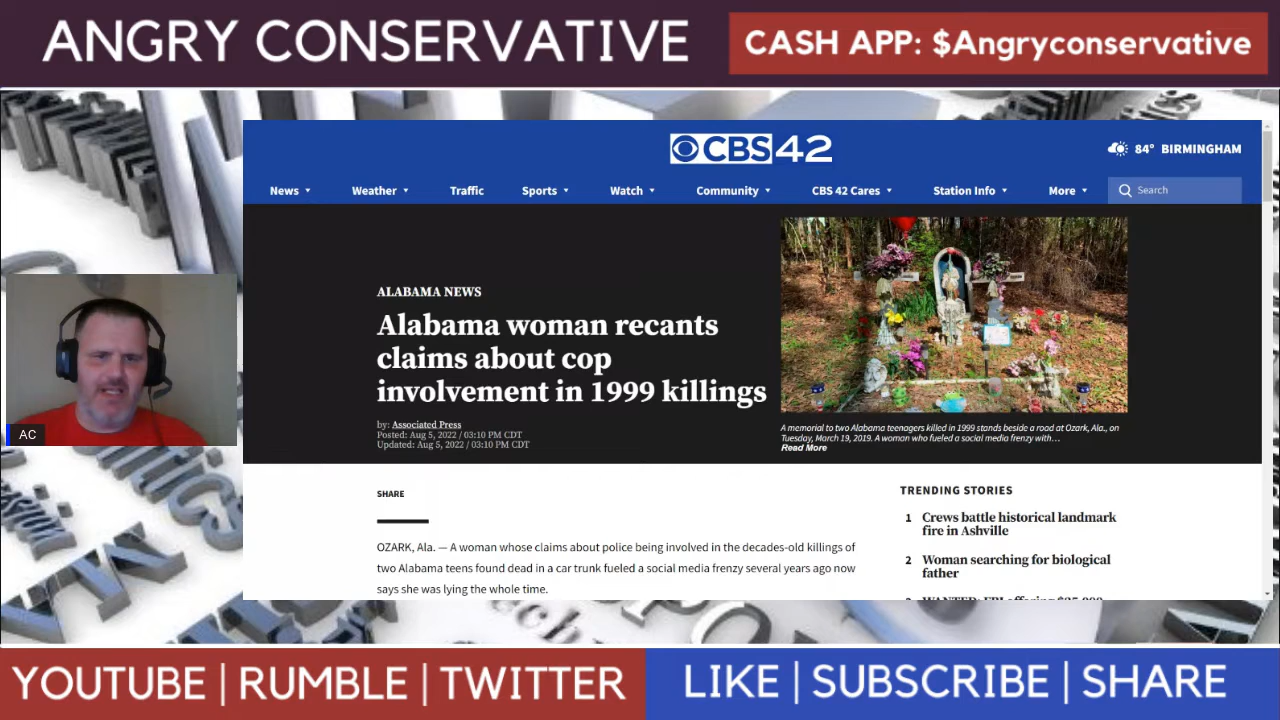 ANGRY CONSERVATIVE
CASH APP: $Angryconservative
CBS 42
84° BIRMINGHAM
News
Weather
Traffic
Sports
Watch
Community
CBS 42 Cares
Station Info
More
Search
ALABAMA NEWS
Alabama woman recants
claims about cop
involvement in 1999 killings
by: Associated Press
Posted: Aug 5, 2022 / 03:10 PM CDT
Updated: Aug 5, 2022 / 03:10 PM CDT
A memorial to two Alabama teenagers killed in 1999 stands beside a road at Ozark, Ala., on
Tuesday, March 19, 2019. A woman who fueled a social media frenzy with…
Read More
AC
SHARE
OZARK, Ala. — A woman whose claims about police being involved in the decades-old killings of
two Alabama teens found dead in a car trunk fueled a social media frenzy several years ago now
says she was lying the whole time.
TRENDING STORIES
1 Crews battle historical landmark
fire in Ashville
2 Woman searching for biological
father
YOUTUBE | RUMBLE | TWITTER
LIKE | SUBSCRIBE | SHARE